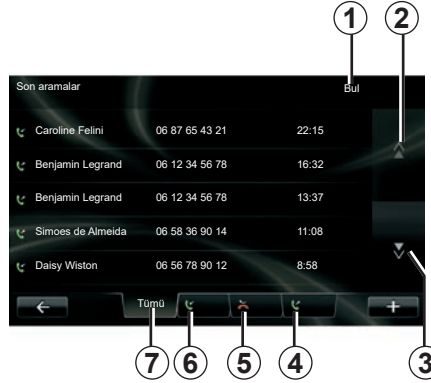 1 2
Son aramalar Bul
Caroline Felini 06 87 65 43 21 22:15
Benjamin Legrand 06 12 34 56 78 16:32
Benjamin Legrand 06 12 34 56 78 13:37
Simoes de Almeida 06 58 36 90 14 11:08
Daisy Wiston 06 56 78 90 12 8:58
Tümü
7 6 5 4 3